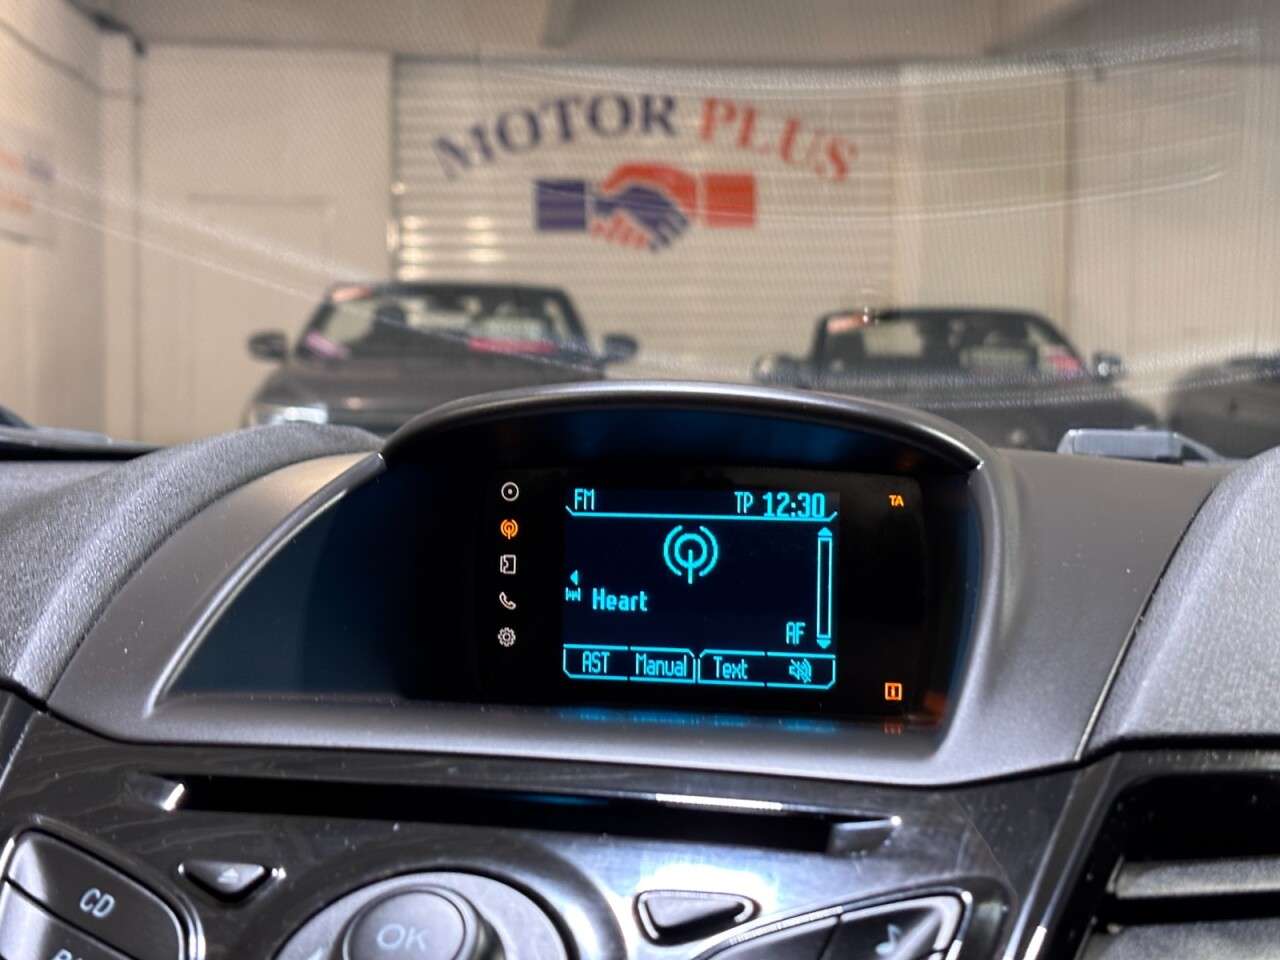 MOTOR PLUS
FM TP 12:30
TA
Heart
AF
AST Manual Text
CD
OK